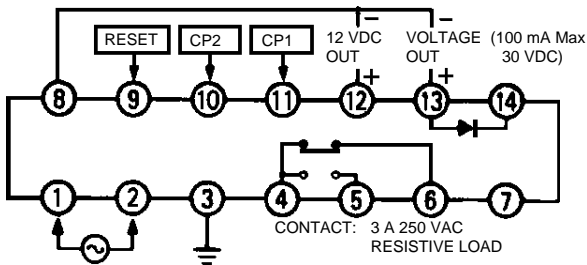 RESET CP2 CP1 12 VDC OUT VOLTAGE OUT (100 mA Max 30 VDC)
− −
+ +
8 9 10 11 12 13 14
1 2 3 4 5 6 7
CONTACT: 3 A 250 VAC
RESISTIVE LOAD